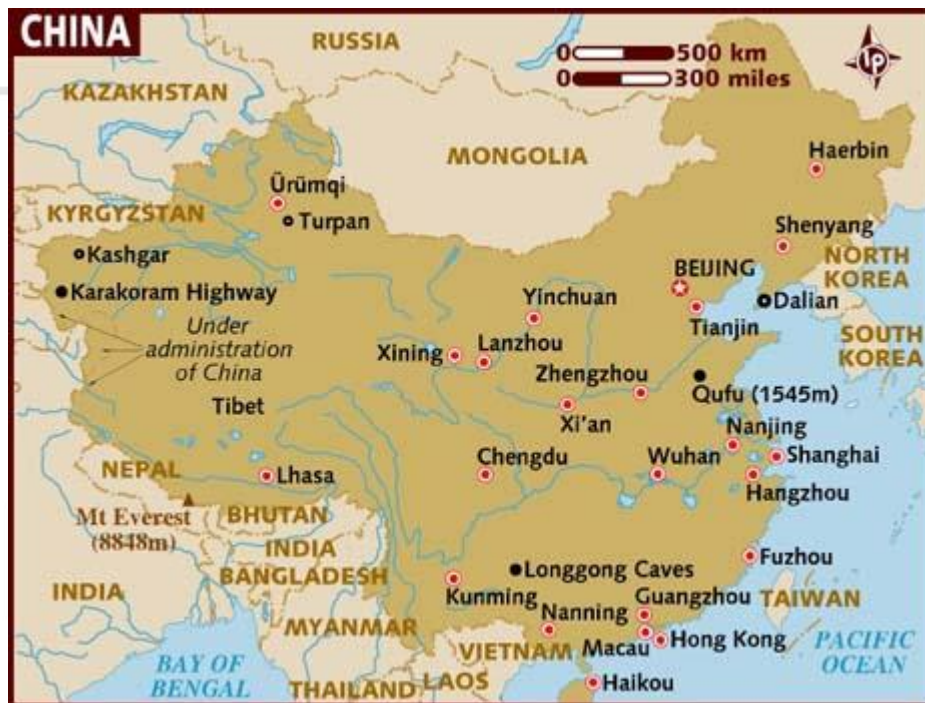 CHINA
RUSSIA
0 500 km
0 300 miles
lp
KAZAKHSTAN
MONGOLIA
Haerbin
Ürümqi
KYRGYZSTAN
Turpan
Shenyang
Kashgar
NORTH
KOREA
BEIJING
Karakoram Highway
Yinchuan
Dalian
Under
administration
of China
Tianjin
SOUTH
KOREA
Xining
Lanzhou
Zhengzhou
Qufu (1545m)
Tibet
Xi'an
Nanjing
NEPAL
Lhasa
Chengdu
Wuhan
Shanghai
Hangzhou
Mt Everest
(8848m)
BHUTAN
INDIA
Fuzhou
BANGLADESH
Longgong Caves
INDIA
Kunming
Guangzhou
TAIWAN
MYANMAR
Nanning
Macau
Hong Kong
VIETNAM
PACIFIC
OCEAN
BAY OF
BENGAL
LAOS
THAILAND
Haikou